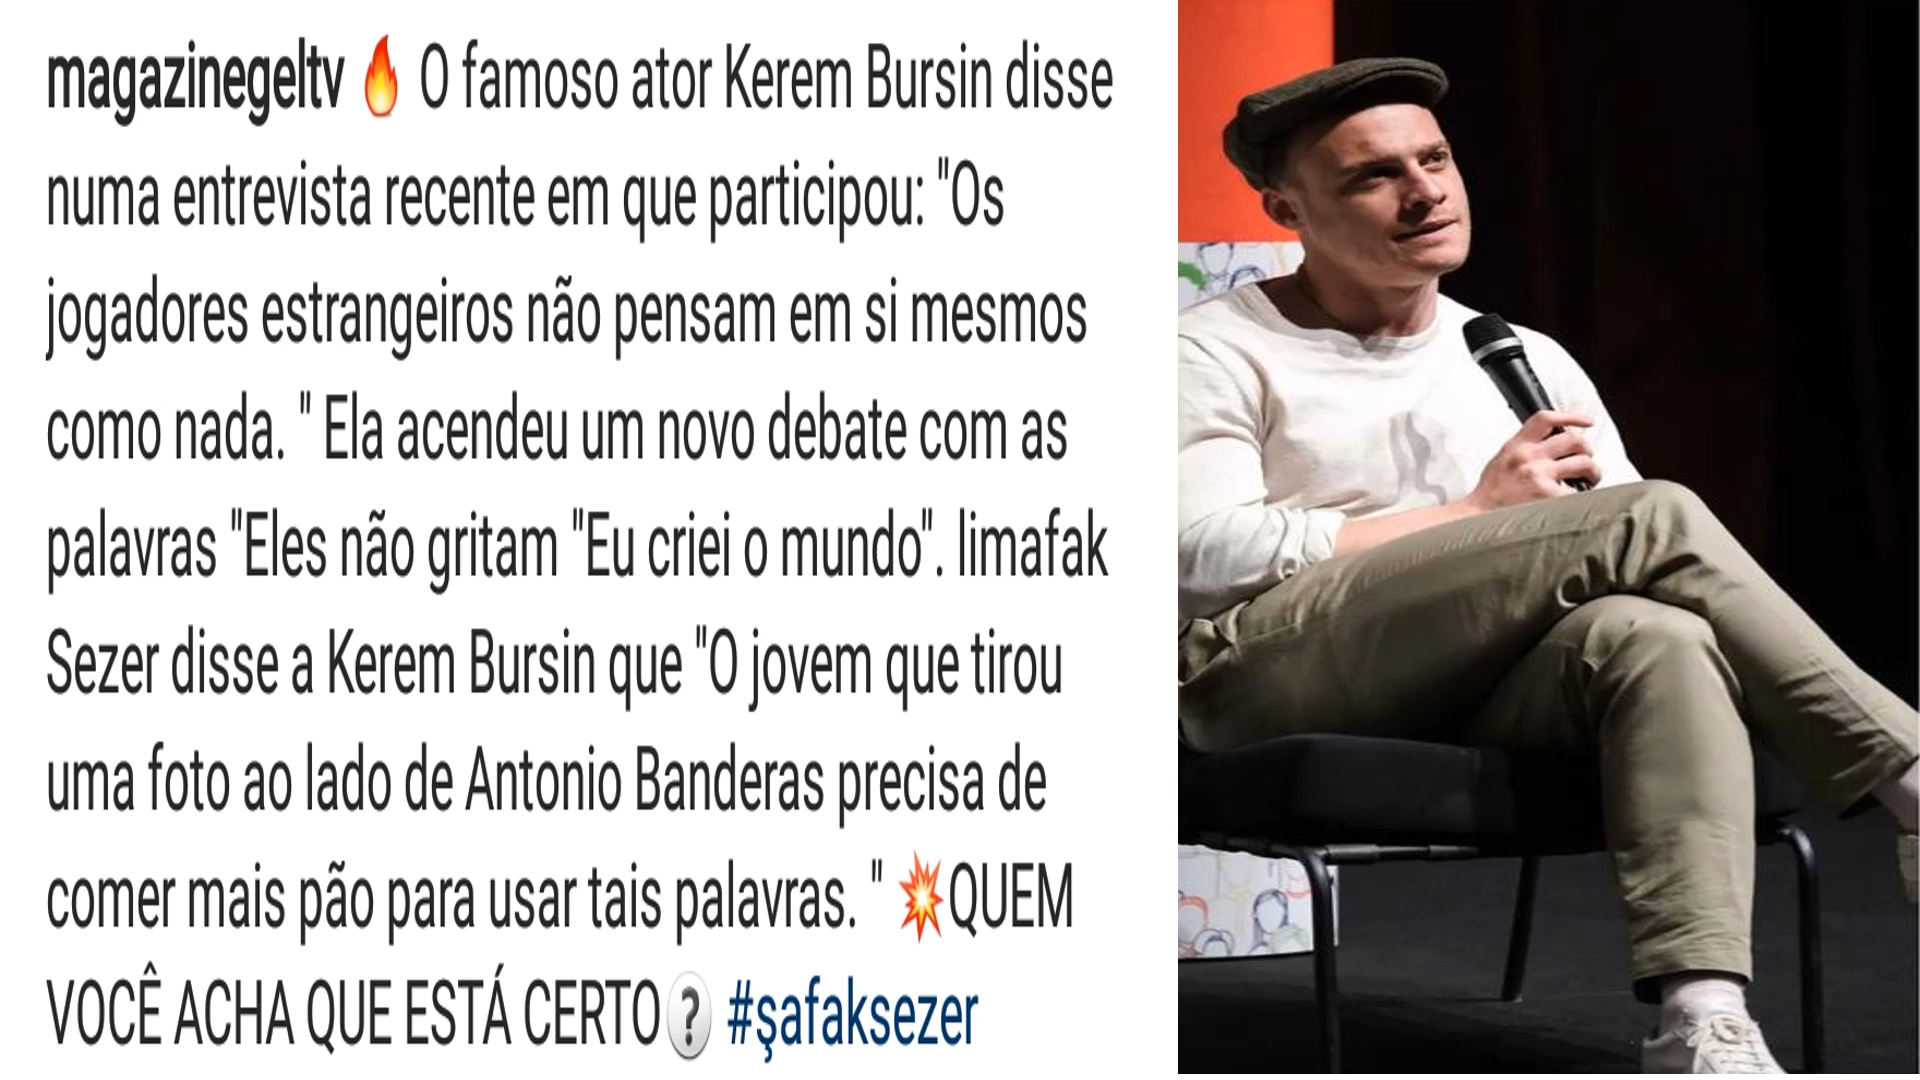 magazinegeltv 🔥 O famoso ator Kerem Bursin disse
numa entrevista recente em que participou: "Os
jogadores estrangeiros não pensam em si mesmos
como nada. " Ela acendeu um novo debate com as
palavras "Eles não gritam "Eu criei o mundo". limafak
Sezer disse a Kerem Bursin que "O jovem que tirou
uma foto ao lado de Antonio Banderas precisa de
comer mais pão para usar tais palavras. " 💥QUEM
VOCÊ ACHA QUE ESTÁ CERTO❔ #şafaksezer